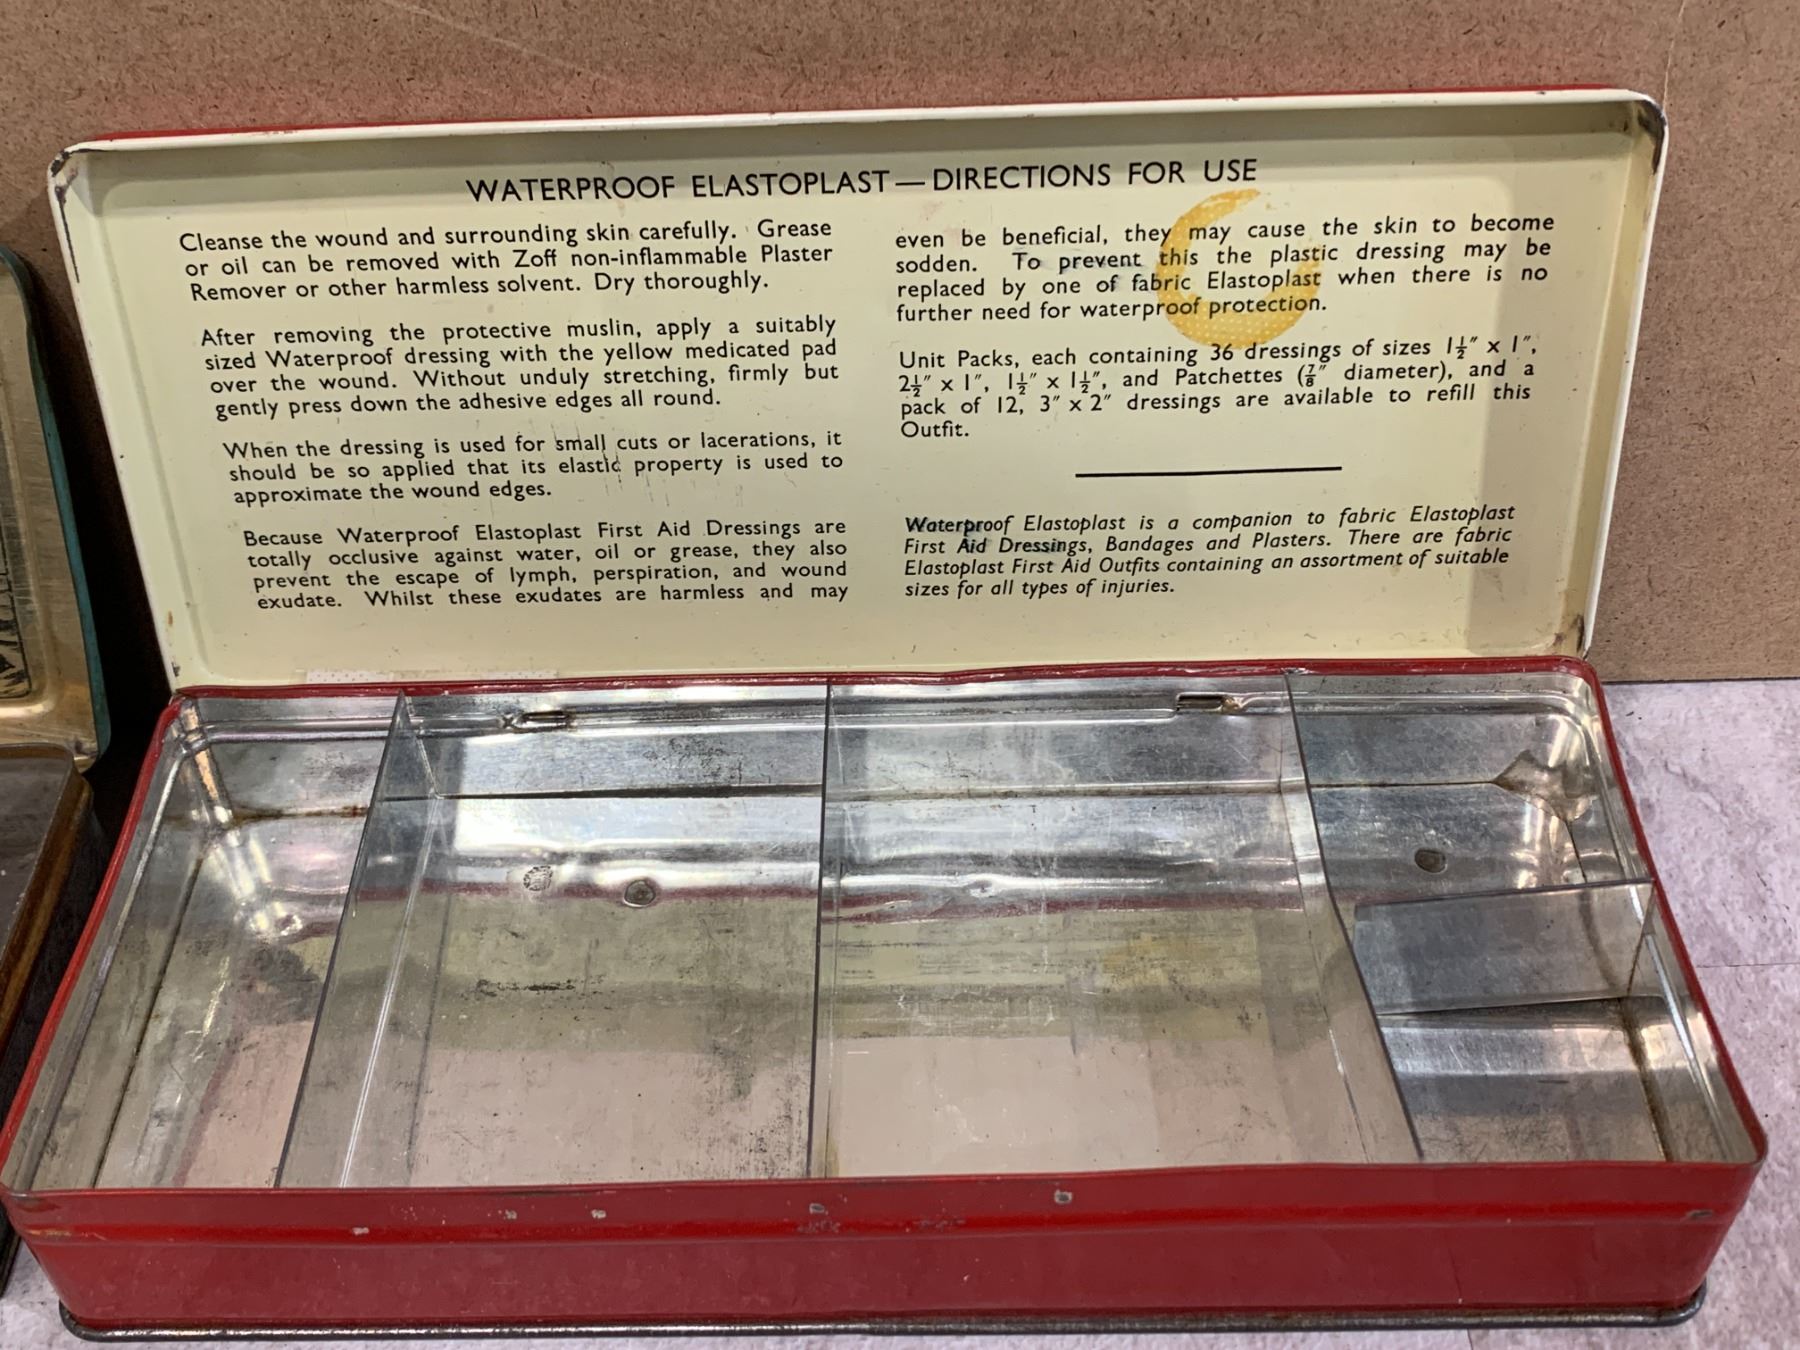 WATERPROOF ELASTOPLAST — DIRECTIONS FOR USE
Cleanse the wound and surrounding skin carefully. Grease
or oil can be removed with Zoff non-inflammable Plaster
Remover or other harmless solvent. Dry thoroughly.
After removing the protective muslin, apply a suitably
sized Waterproof dressing with the yellow medicated pad
over the wound. Without unduly stretching, firmly but
gently press down the adhesive edges all round.
When the dressing is used for small cuts or lacerations, it
should be so applied that its elastic property is used to
approximate the wound edges.
Because Waterproof Elastoplast First Aid Dressings are
totally occlusive against water, oil or grease, they also
prevent the escape of lymph, perspiration, and wound
exudate. Whilst these exudates are harmless and may
even be beneficial, they may cause the skin to become
sodden. To prevent this the plastic dressing may be
replaced by one of fabric Elastoplast when there is no
further need for waterproof protection.
Unit Packs, each containing 36 dressings of sizes 1½″ x 1″,
2½″ x 1″, 1½″ x 1½″, and Patchettes (⅞″ diameter), and a
pack of 12, 3″ x 2″ dressings are available to refill this
Outfit.
Waterproof Elastoplast is a companion to fabric Elastoplast
First Aid Dressings, Bandages and Plasters. There are fabric
Elastoplast First Aid Outfits containing an assortment of suitable
sizes for all types of injuries.